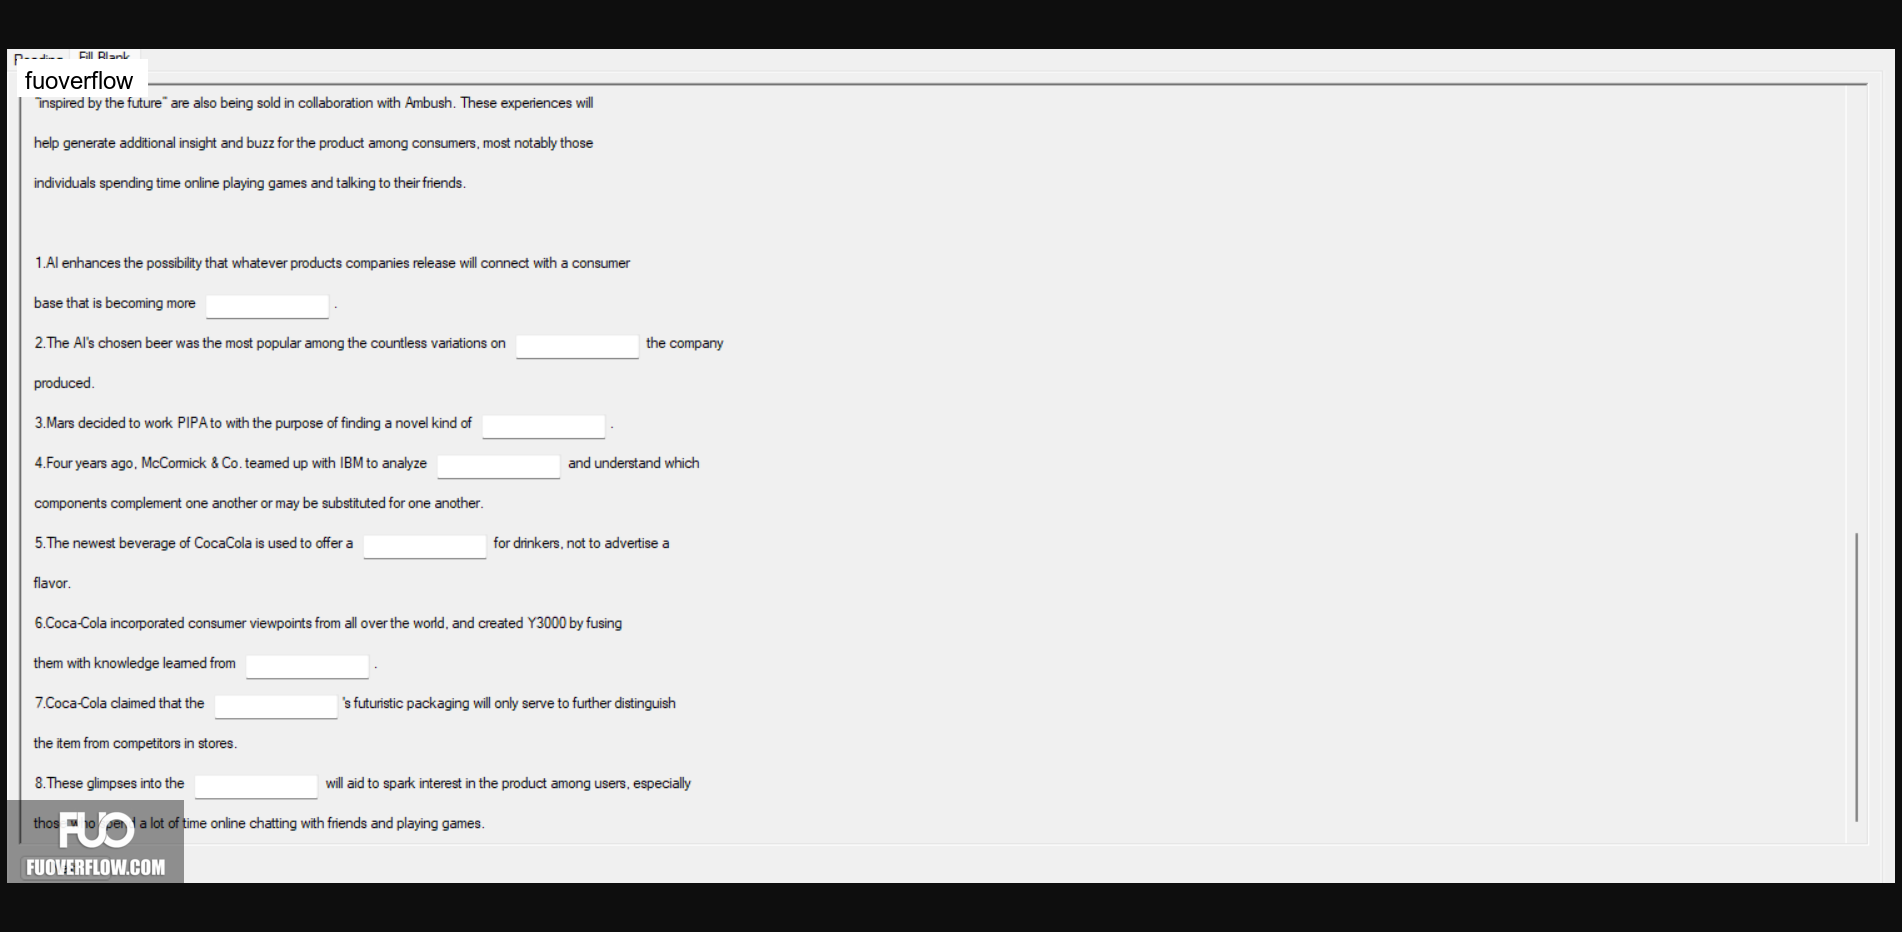 Reading Fill Blank
fuoverflow
"inspired by the future" are also being sold in collaboration with Ambush. These experiences will
help generate additional insight and buzz for the product among consumers, most notably those
individuals spending time online playing games and talking to their friends.
1.AI enhances the possibility that whatever products companies release will connect with a consumer
base that is becoming more .
2.The AI's chosen beer was the most popular among the countless variations on the company
produced.
3.Mars decided to work PIPA to with the purpose of finding a novel kind of .
4.Four years ago, McCormick & Co. teamed up with IBM to analyze and understand which
components complement one another or may be substituted for one another.
5.The newest beverage of CocaCola is used to offer a for drinkers, not to advertise a
flavor.
6.Coca-Cola incorporated consumer viewpoints from all over the world, and created Y3000 by fusing
them with knowledge learned from .
7.Coca-Cola claimed that the 's futuristic packaging will only serve to further distinguish
the item from competitors in stores.
8.These glimpses into the will aid to spark interest in the product among users, especially
those who spend a lot of time online chatting with friends and playing games.
FUO
FUOVERFLOW.COM